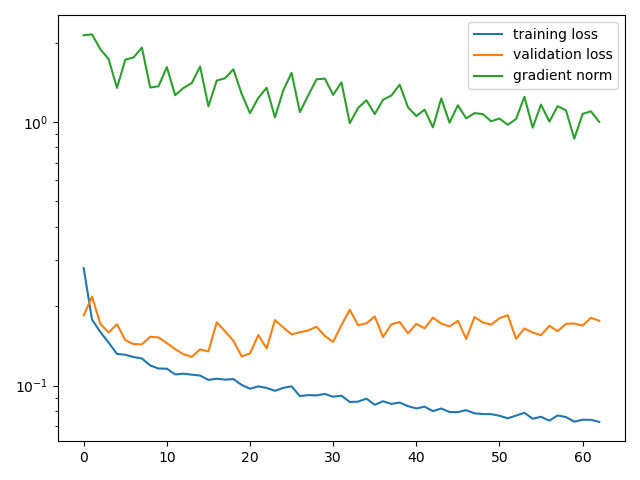 training loss
validation loss
gradient norm
10⁰
10⁻¹
0 10 20 30 40 50 60